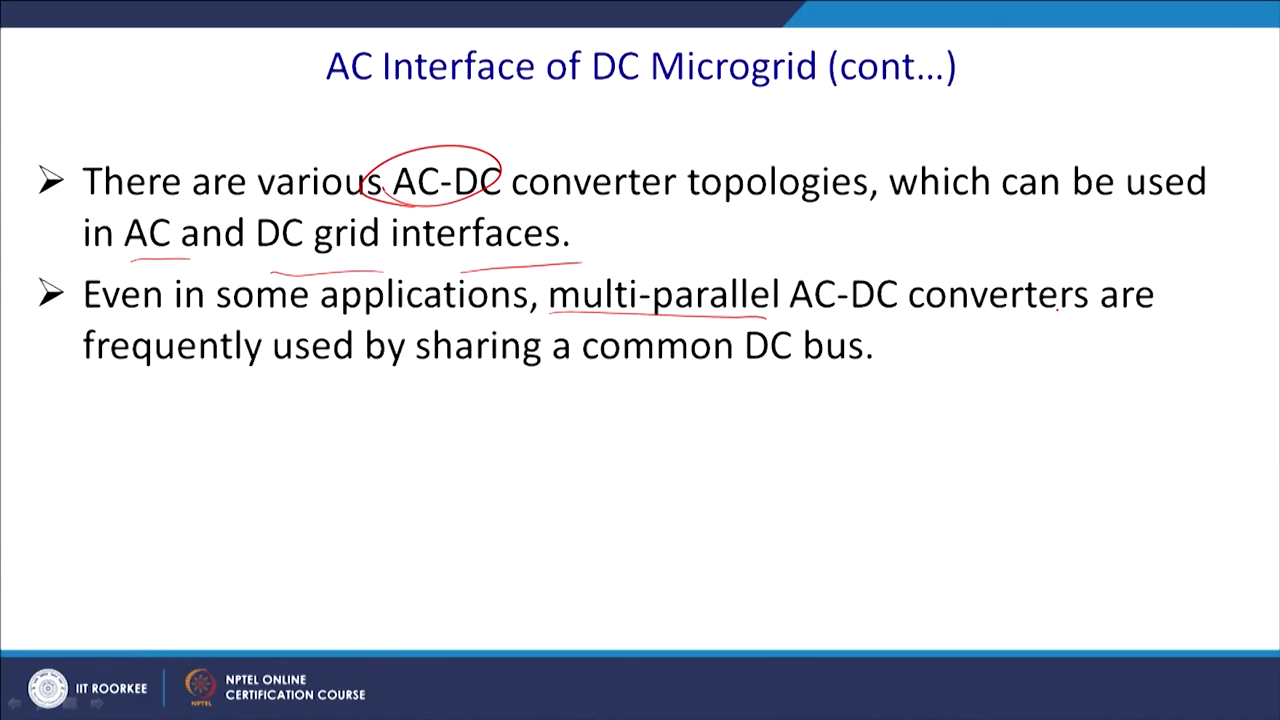 AC Interface of DC Microgrid (cont...)
➢ There are various AC-DC converter topologies, which can be used
in AC and DC grid interfaces.
➢ Even in some applications, multi-parallel AC-DC converters are
frequently used by sharing a common DC bus.
IIT ROORKEE
NPTEL ONLINE
CERTIFICATION COURSE
NPTEL